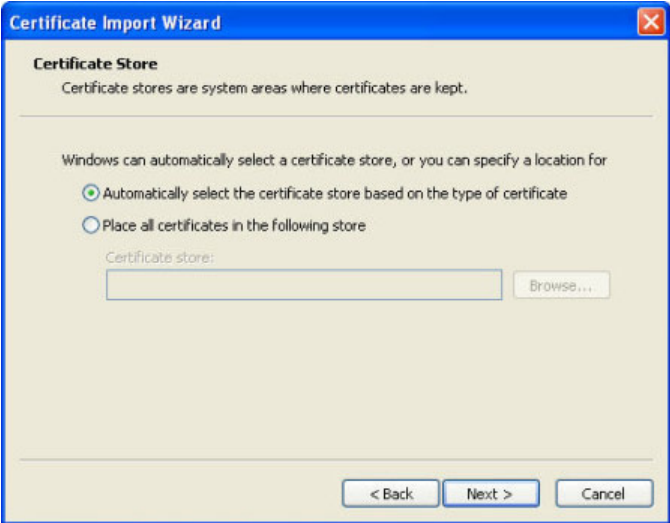 Certificate Import Wizard
Certificate Store
Certificate stores are system areas where certificates are kept.
Windows can automatically select a certificate store, or you can specify a location for
Automatically select the certificate store based on the type of certificate
Place all certificates in the following store
Certificate store:
Browse...
< Back
Next >
Cancel